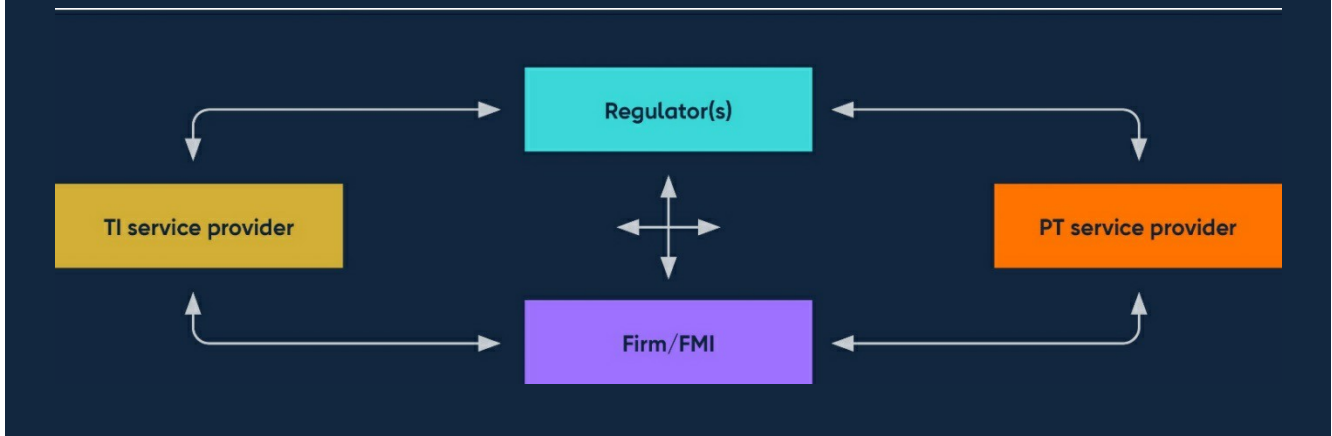 Regulator(s)
TI service provider
PT service provider
Firm/FMI